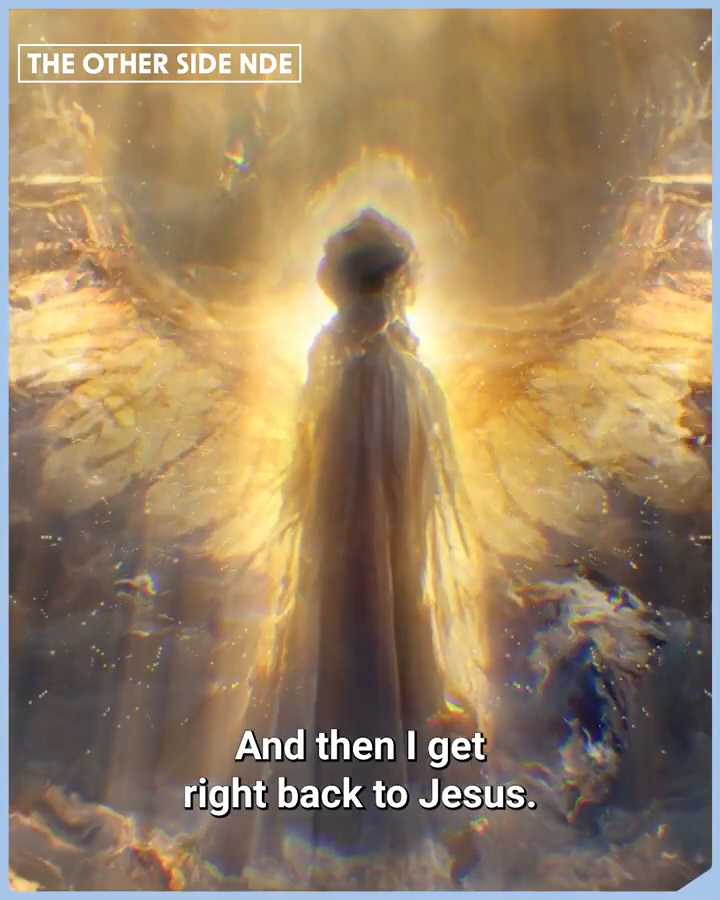 THE OTHER SIDE NDE
And then I get
right back to Jesus.